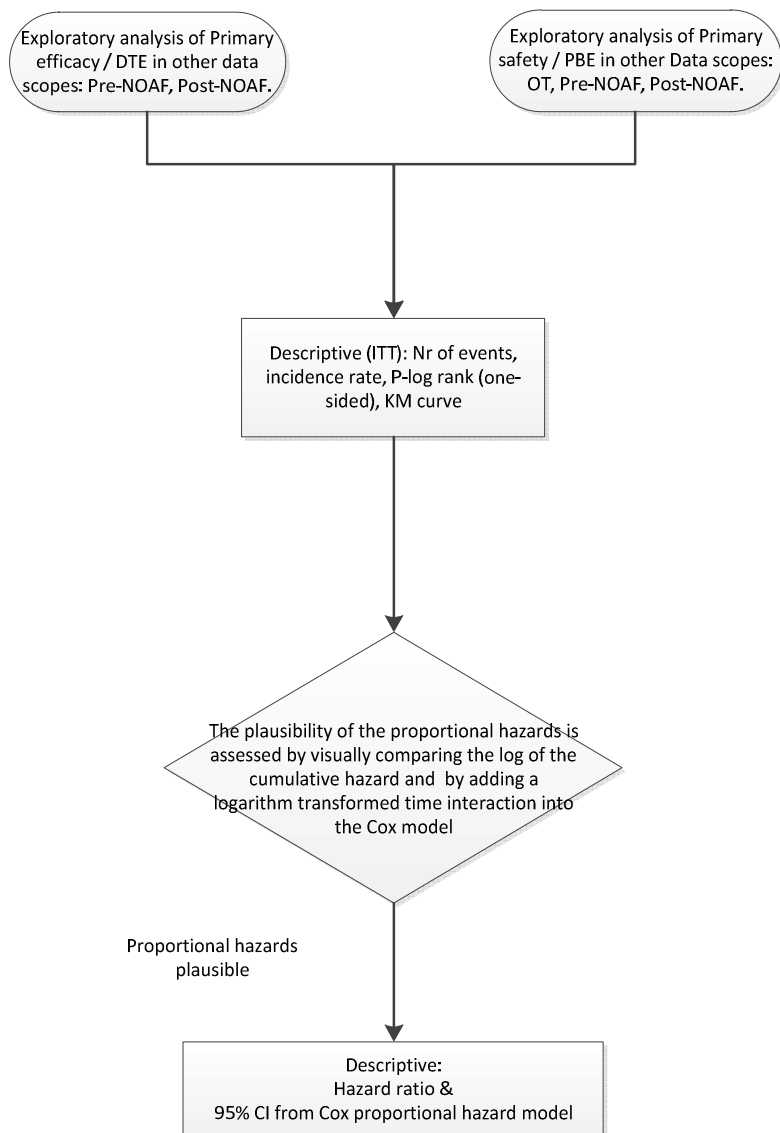 Exploratory analysis of Primary
efficacy / DTE in other data
scopes: Pre-NOAF, Post-NOAF.
Exploratory analysis of Primary
safety / PBE in other Data scopes:
OT, Pre-NOAF, Post-NOAF.
Descriptive (ITT): Nr of events,
incidence rate, P-log rank (one-
sided), KM curve
The plausibility of the proportional hazards is
assessed by visually comparing the log of the
cumulative hazard and by adding a
logarithm transformed time interaction into
the Cox model
Proportional hazards
plausible
Descriptive:
Hazard ratio &
95% CI from Cox proportional hazard model